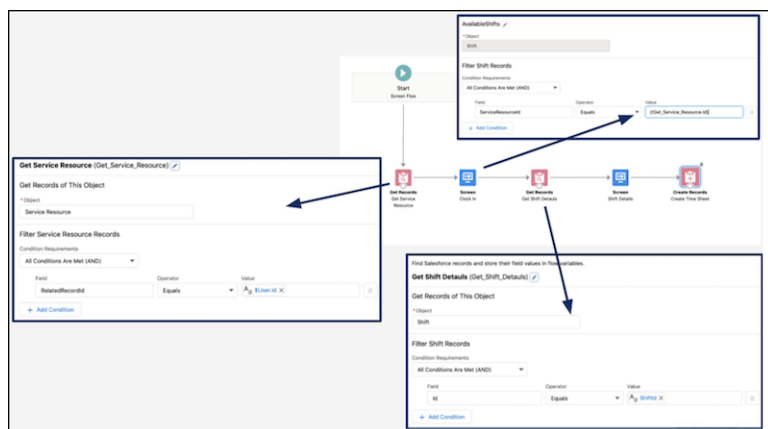 AvailableShifts
*Object
Shift
Filter Shift Records
Condition Requirements
All Conditions Are Met (AND)
Field
Operator
Value
ServiceResourceId
Equals
{!Get_Service_Resource.Id}
+ Add Condition
Start
Screen Flow
Get Records
Get Service
Resource
Screen
Clock In
Get Records
Get Shift Detauls
Screen
Shift Details
Create Records
Create Time Sheet
Get Service Resource (Get_Service_Resource)
Get Records of This Object
*Object
Service Resource
Filter Service Resource Records
Condition Requirements
All Conditions Are Met (AND)
Field
Operator
Value
RelatedRecordId
Equals
Aa $User.Id X
+ Add Condition
Find Salesforce records and store their field values in flow variables.
Get Shift Detauls (Get_Shift_Detauls)
Get Records of This Object
*Object
Shift
Filter Shift Records
Condition Requirements
All Conditions Are Met (AND)
Field
Operator
Value
Id
Equals
Aa ShiftId X
+ Add Condition